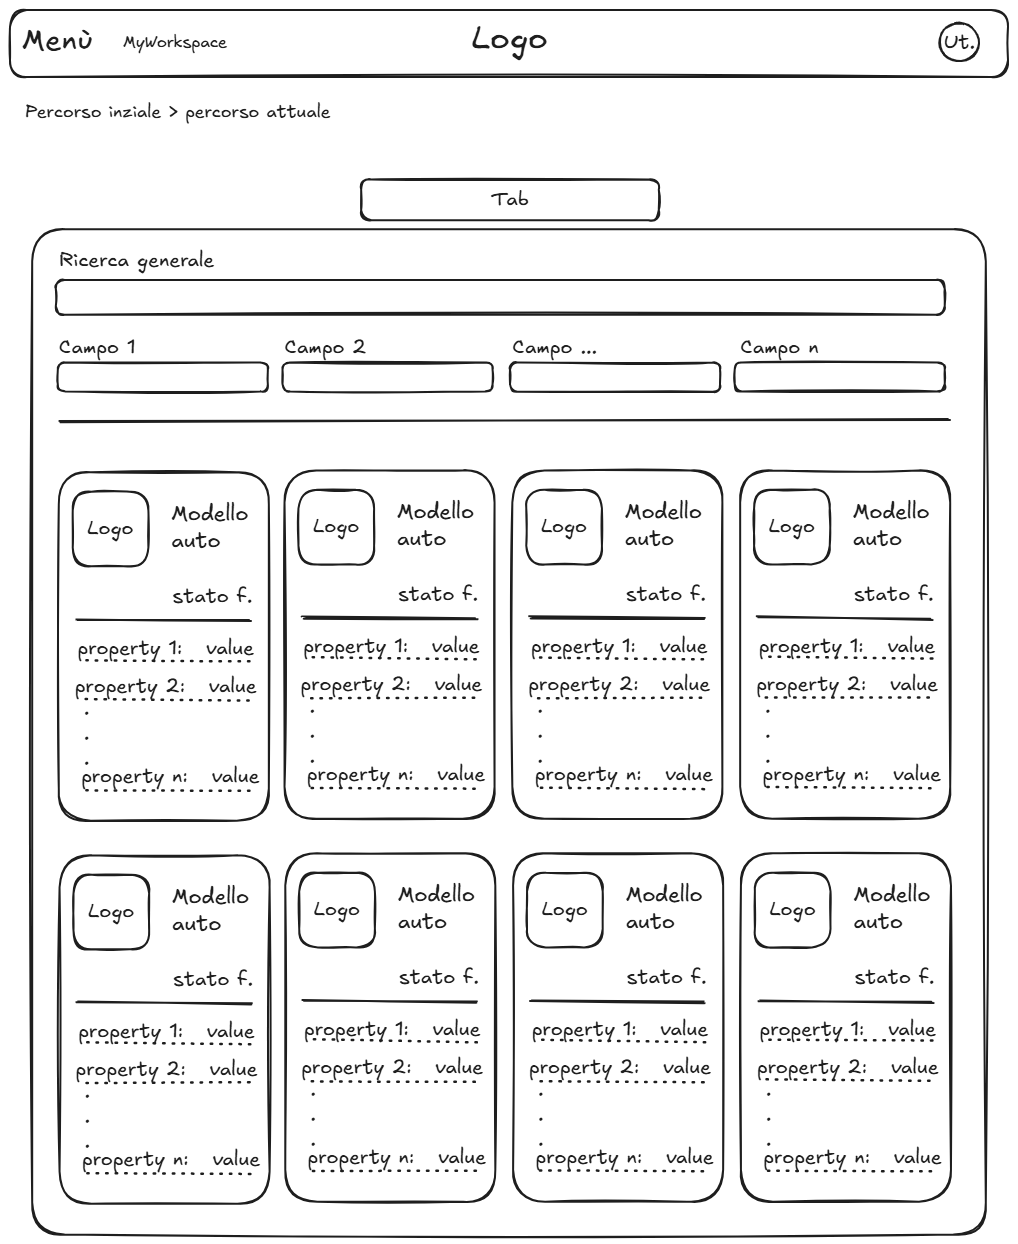 Menù MyWorkspace Logo Ut.
Percorso inziale > percorso attuale
Tab
Ricerca generale
Campo 1 Campo 2 Campo ... Campo n
Logo Modello auto
stato f.
property 1: value
property 2: value
.
.
.
property n: value
Logo Modello auto
stato f.
property 1: value
property 2: value
.
.
.
property n: value
Logo Modello auto
stato f.
property 1: value
property 2: value
.
.
.
property n: value
Logo Modello auto
stato f.
property 1: value
property 2: value
.
.
.
property n: value
Logo Modello auto
stato f.
property 1: value
property 2: value
.
.
.
property n: value
Logo Modello auto
stato f.
property 1: value
property 2: value
.
.
.
property n: value
Logo Modello auto
stato f.
property 1: value
property 2: value
.
.
.
property n: value
Logo Modello auto
stato f.
property 1: value
property 2: value
.
.
.
property n: value